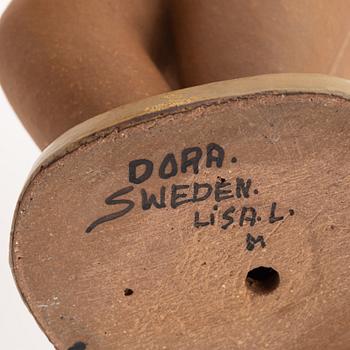 DORA.
SWEDEN.
LiSA.L.
M